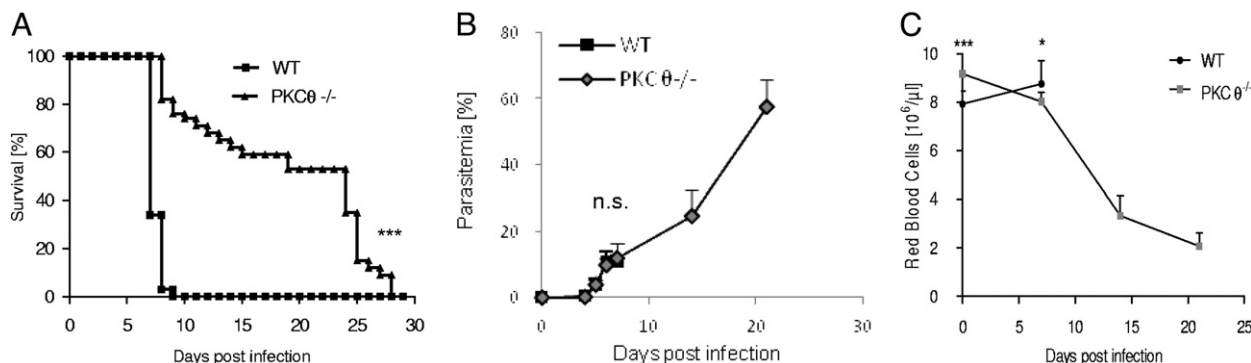 A
WT
PKCθ -/-
Survival [%]
100
80
60
40
20
0
***
0 5 10 15 20 25 30
Days post infection
B
WT
PKC θ-/-
Parasitemia [%]
80
60
40
20
0
n.s.
0 10 20 30
Days post infection
C
*** *
WT
PKC θ-/-
Red Blood Cells [10⁶/µl]
10
8
6
4
2
0
0 5 10 15 20 25
Days post infection